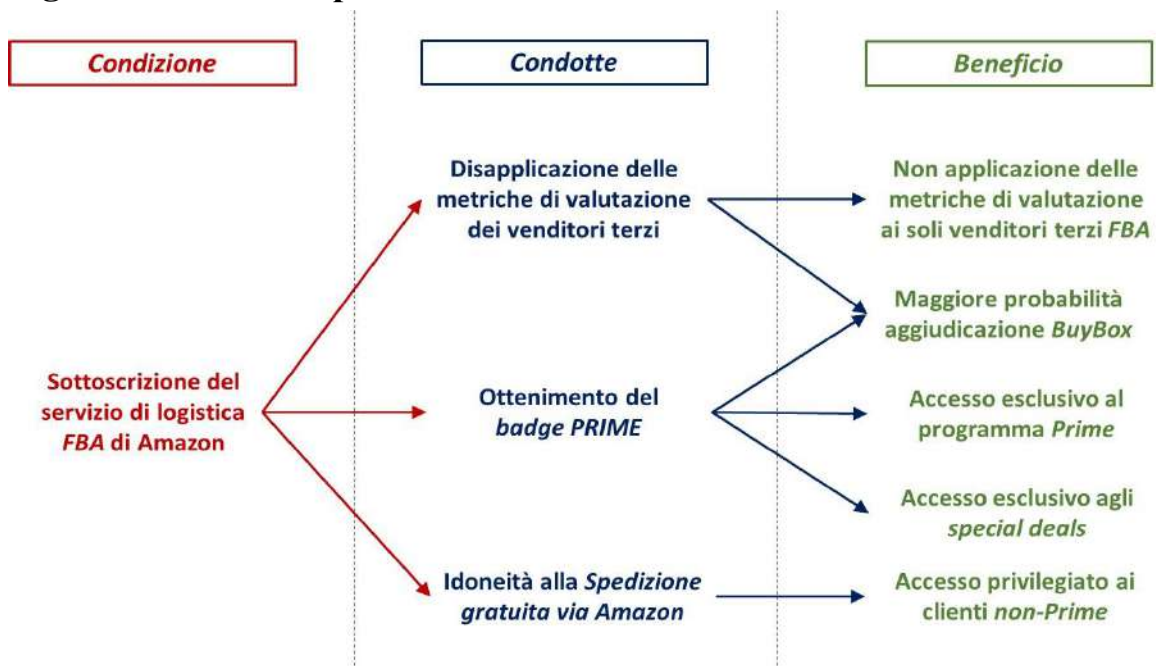 Condizione
Condotte
Beneficio
Disapplicazione delle
metriche di valutazione
dei venditori terzi
Non applicazione delle
metriche di valutazione
ai soli venditori terzi FBA
Maggiore probabilità
aggiudicazione BuyBox
Sottoscrizione del
servizio di logistica
FBA di Amazon
Ottenimento del
badge PRIME
Accesso esclusivo al
programma Prime
Accesso esclusivo agli
special deals
Idoneità alla Spedizione
gratuita via Amazon
Accesso privilegiato ai
clienti non-Prime